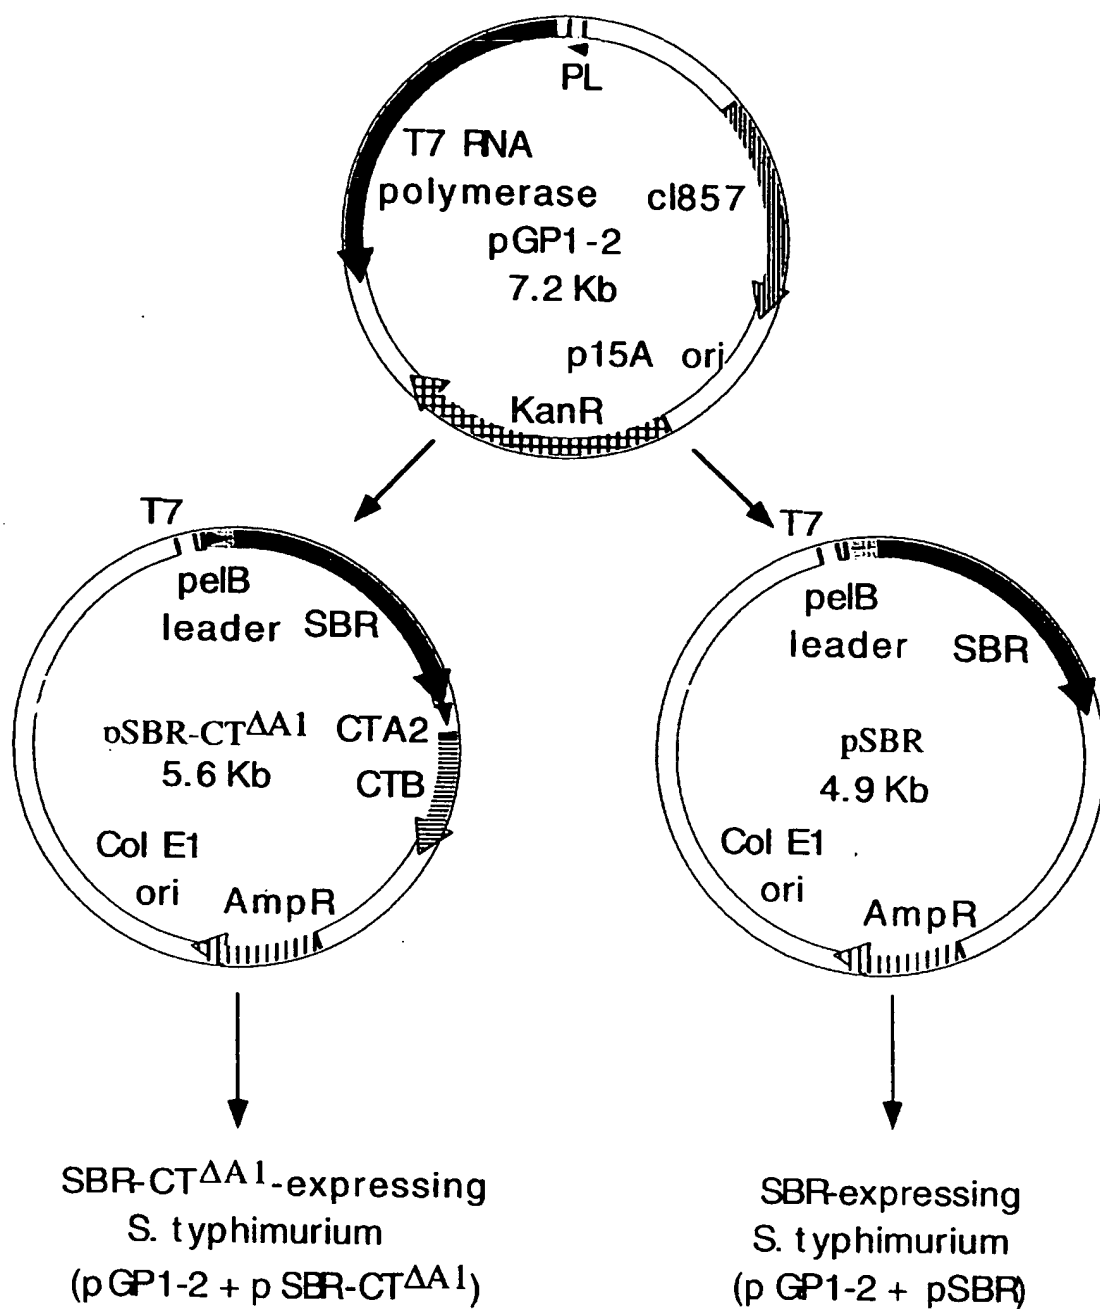 PL
T7 RNA
polymerase cI857
pGP1-2
7.2 Kb
p15A ori
KanR
T7
pelB
leader SBR
pSBR-CTΔA1 CTA2
5.6 Kb CTB
Col E1
ori AmpR
T7
pelB
leader SBR
pSBR
4.9 Kb
Col E1
ori AmpR
SBR-CTΔA1-expressing
S. typhimurium
(pGP1-2 + pSBR-CTΔA1)
SBR-expressing
S. typhimurium
(pGP1-2 + pSBR)